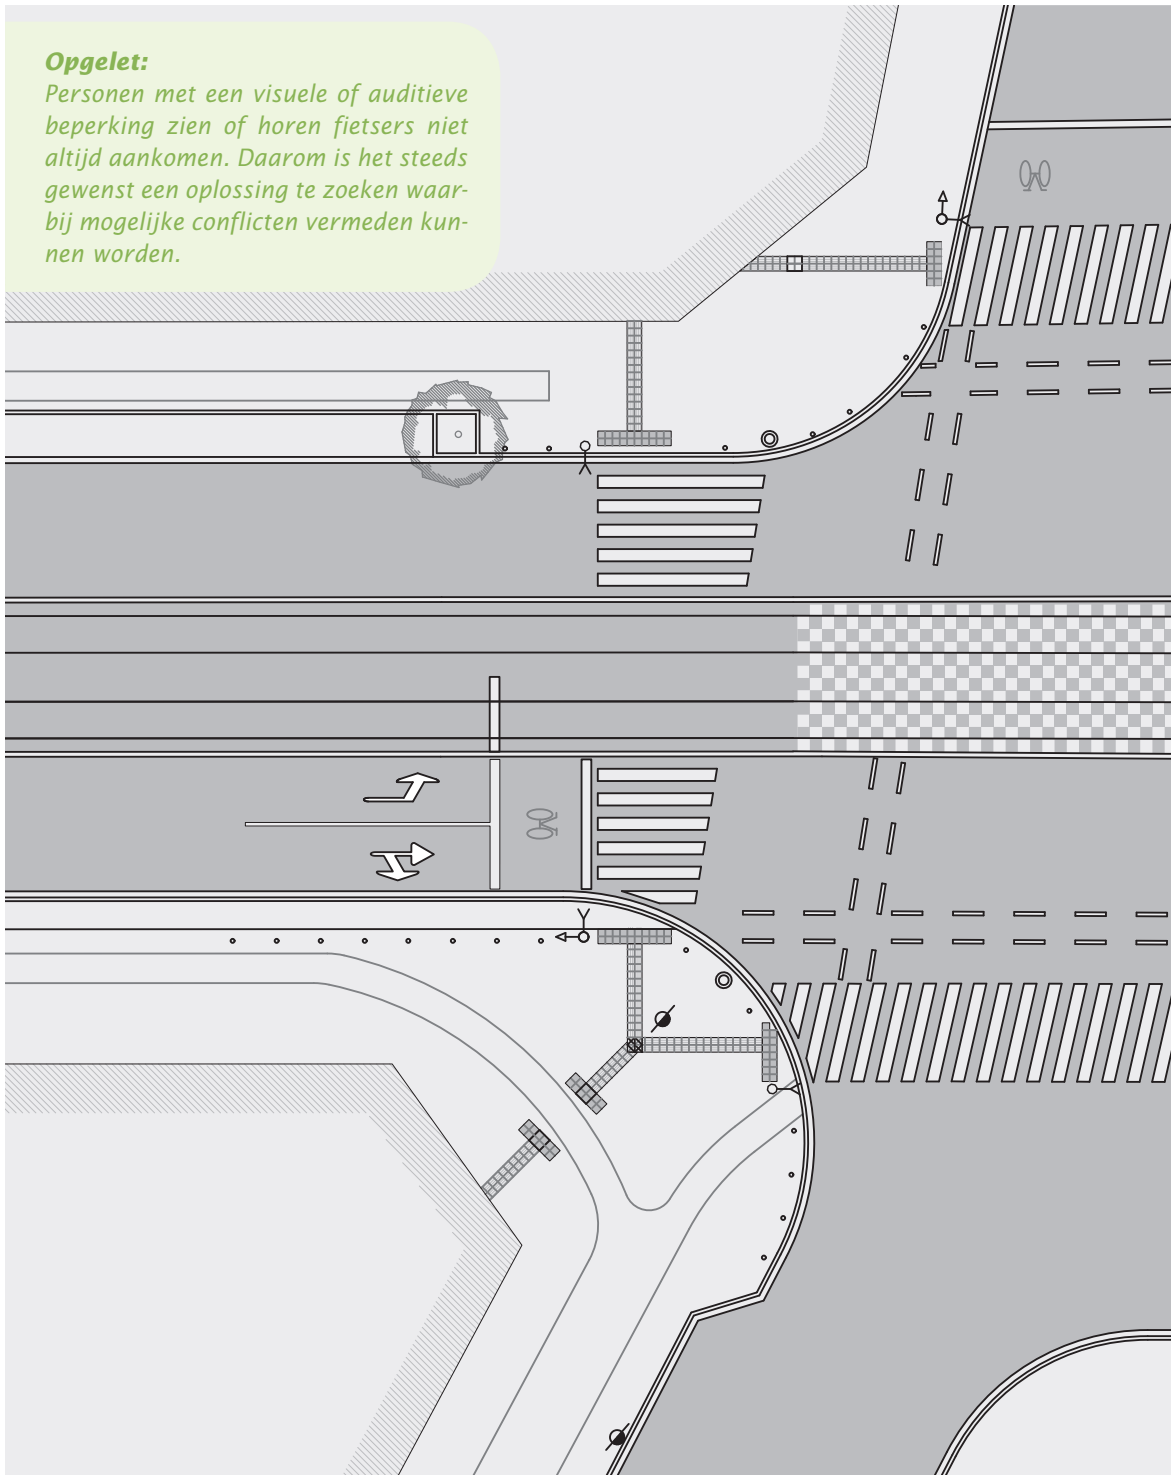 Opgelet:
Personen met een visuele of auditieve
beperking zien of horen fietsers niet
altijd aankomen. Daarom is het steeds
gewenst een oplossing te zoeken waar-
bij mogelijke conflicten vermeden kun-
nen worden.